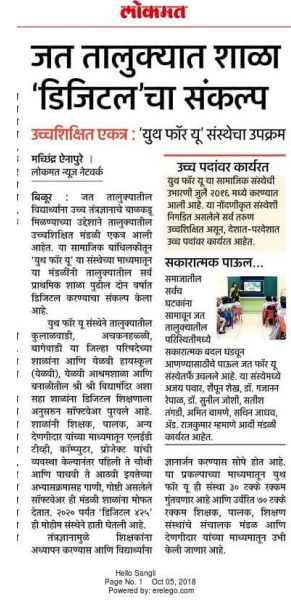 लोकमत
जत तालुक्यात शाळा
‘डिजिटल’चा संकल्प
उच्चशिक्षित एकत्र : ‘युथ फॉर यू’ संस्थेचा उपक्रम
मच्छिंद्र ऐनापुरे ।
लोकमत न्यूज नेटवर्क
बिळूर : जत तालुक्यातील
विद्यार्थ्यांना उच्च तंत्रज्ञानाचे बाळकडू
मिळण्याच्या उद्देशाने तालुक्यातील
उच्चशिक्षित मंडळी एकत्र आली
आहेत. या सामाजिक बांधिलकीतून
‘युथ फॉर यू’ या संस्थेच्या माध्यमातून
या मंडळींनी तालुक्यातील सर्व
प्राथमिक शाळा पुढील दोन वर्षांत
डिजिटल करण्याचा संकल्प केला
आहे.
युथ फॉर यू संस्थेने तालुक्यातील
कुलाळवाडी, अचकनहळ्ळी,
बागेवाडी या जिल्हा परिषदेच्या
शाळांना आणि येळवी हायस्कूल
(येळवी), येळवी आश्रमशाळा आणि
बनाळीतील श्री श्री विद्यामंदिर अशा
सहा शाळांना डिजिटल शिक्षणाला
अनुसरुन सॉफ्टवेअर पुरवले आहे.
शाळांनी शिक्षक, पालक, अन्य
देणगीदार यांच्या माध्यमातून एलईडी
टीव्ही, कॉम्प्युटर, प्रोजेक्ट यांची
व्यवस्था केल्यानंतर पहिली ते चौथी
आणि पाचवी ते आठवी इयत्तेच्या
अभ्यासक्रमासह गाणी, गोष्टी असलेले
सॉफ्टवेअर ही मंडळी शाळांना मोफत
देतात. २०२० पर्यंत ‘डिजिटल ४२५’
ही मोहीम संस्थेने हाती घेतली आहे.
तंत्रज्ञानामुळे शिक्षकांना
अध्यापन करण्यास आणि विद्यार्थ्यांना
उच्च पदांवर कार्यरत
युथ फॉर यू या सामाजिक संस्थेची
उभारणी जुलै २०१६ मध्ये करण्यात
आली आहे. या नोंदणीकृत संस्थेशी
निगडित असलेले सर्व तरुण
उच्चशिक्षित असून, देशात-परदेशात
उच्च पदांवर कार्यरत आहेत.
सकारात्मक पाऊल...
समाजातील
सर्वच
घटकांना
सामावून जत
तालुक्यातील
परिस्थितीमध्ये
सकारात्मक बदल घडवून
आणण्यासाठीचे पाऊल जत फॉर यू
संस्थेतर्फे उचलले आहे. या संस्थेमध्ये
अजय पवार, शैपून शेख, डॉ. गजानन
रेपाळ, डॉ. सुनील जोशी, सतीश
तंगडी, अमित बामणे, सचिन जाधव,
अॅड. राजकुमार म्हमाणे आदी मंडळी
कार्यरत आहेत.
ज्ञानार्जन करण्यास सोपे होत आहे.
या प्रकल्पाच्या माध्यमातून युथ
फॉर यू ही संस्था ३० टक्के रक्कम
गुंतवणार आहे आणि उर्वरित ७० टक्के
रक्कम शिक्षक, पालक, शिक्षण
संस्थांचे संचालक मंडळ आणि
देणगीदार यांच्या माध्यमातून उभी
केली जाणार आहे.
Hello Sangli
Page No. 1 Oct 05, 2018
Powered by: erelego.com